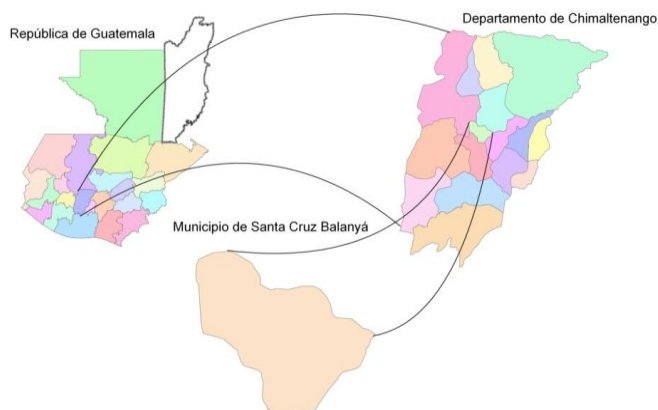 Departamento de Chimaltenango
República de Guatemala
Municipio de Santa Cruz Balanyá